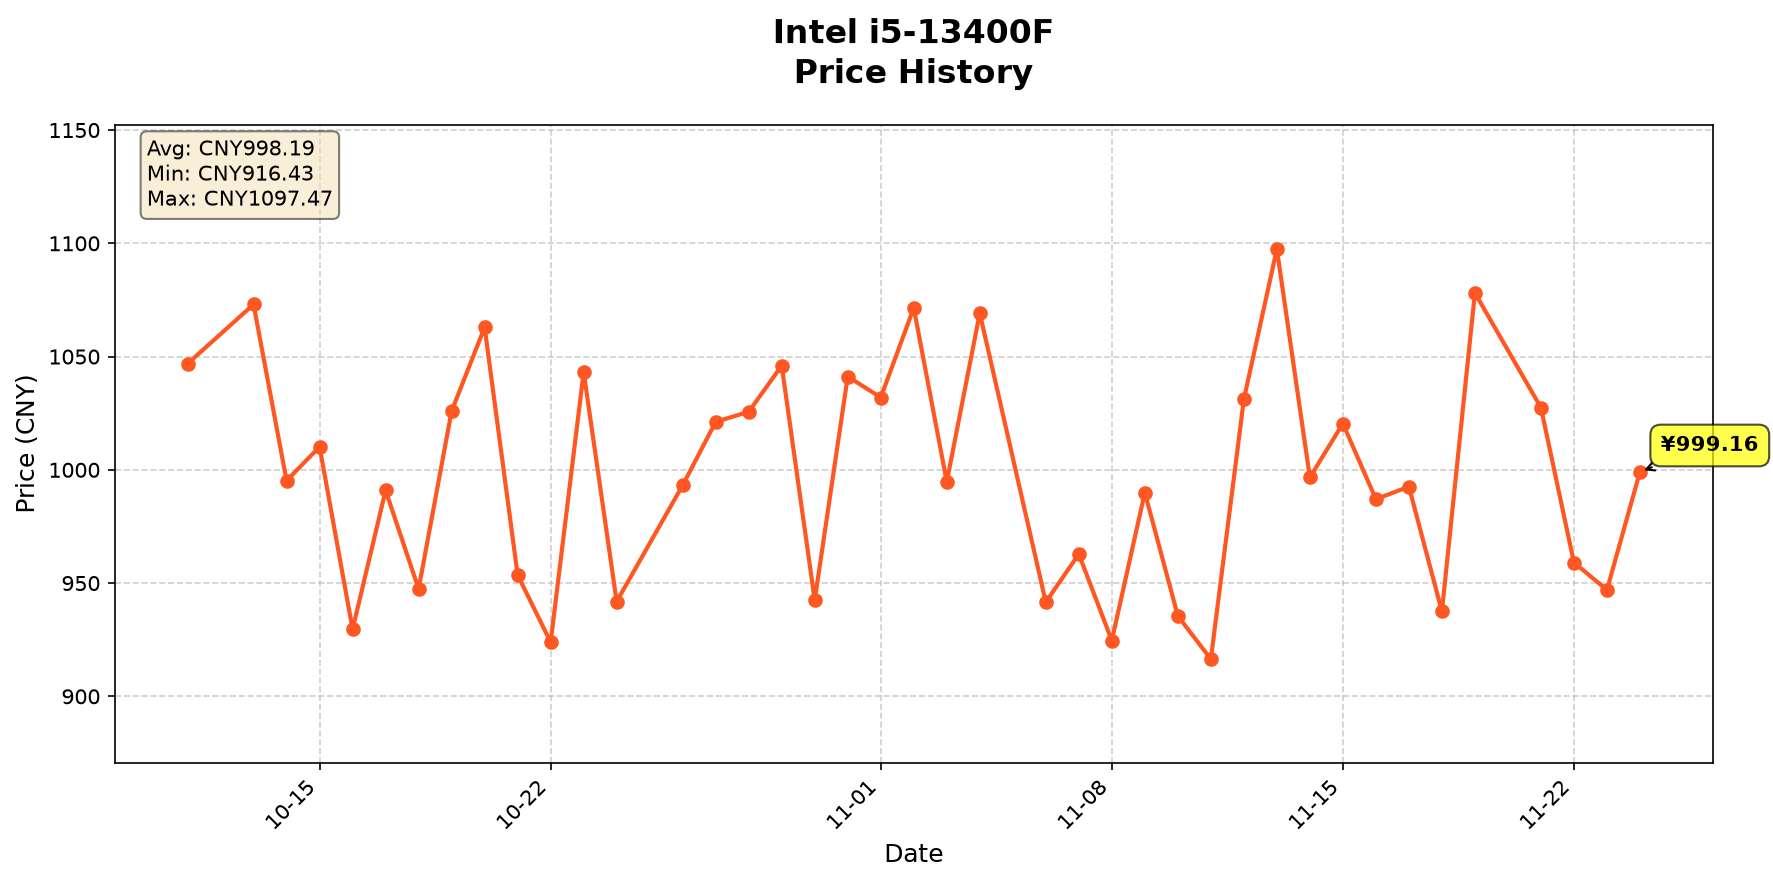 Intel i5-13400F
Price History
Avg: CNY998.19
Min: CNY916.43
Max: CNY1097.47
1150
1100
1050
1000
950
900
Price (CNY)
¥999.16
10-15
10-22
11-01
11-08
11-15
11-22
Date